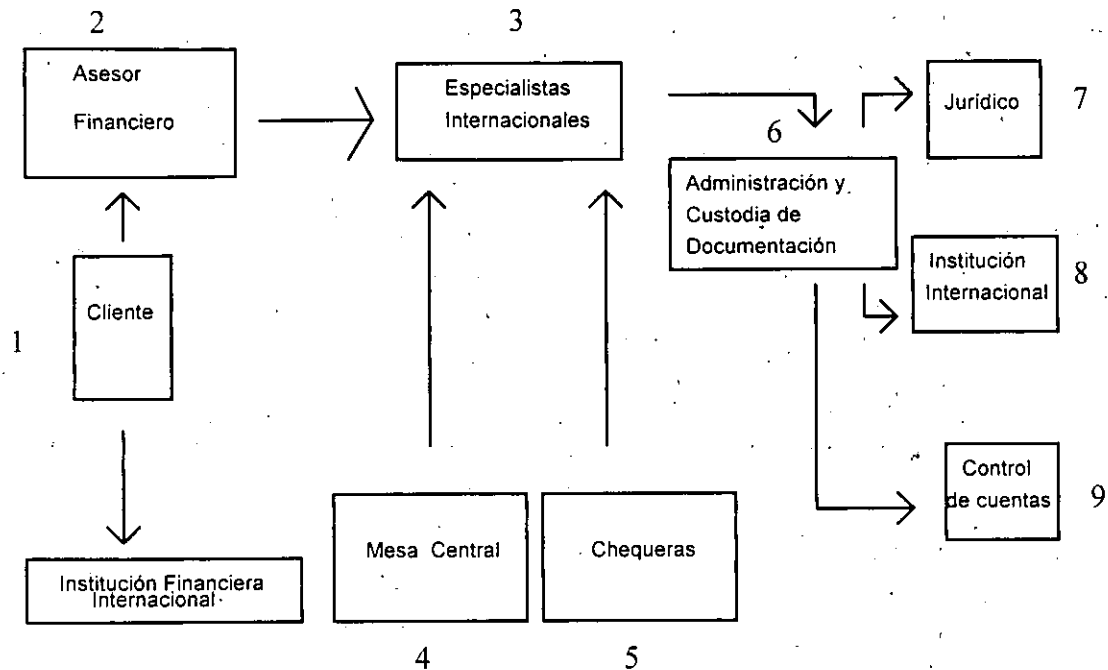 2
Asesor
Financiero
3
Especialistas
Internacionales
6
Administración y
Custodia de
Documentación
Jurídico
7
Institución
Internacional
8
1
Cliente
Control
de cuentas
9
Institución Financiera
Internacional
Mesa Central
4
Chequeras
5